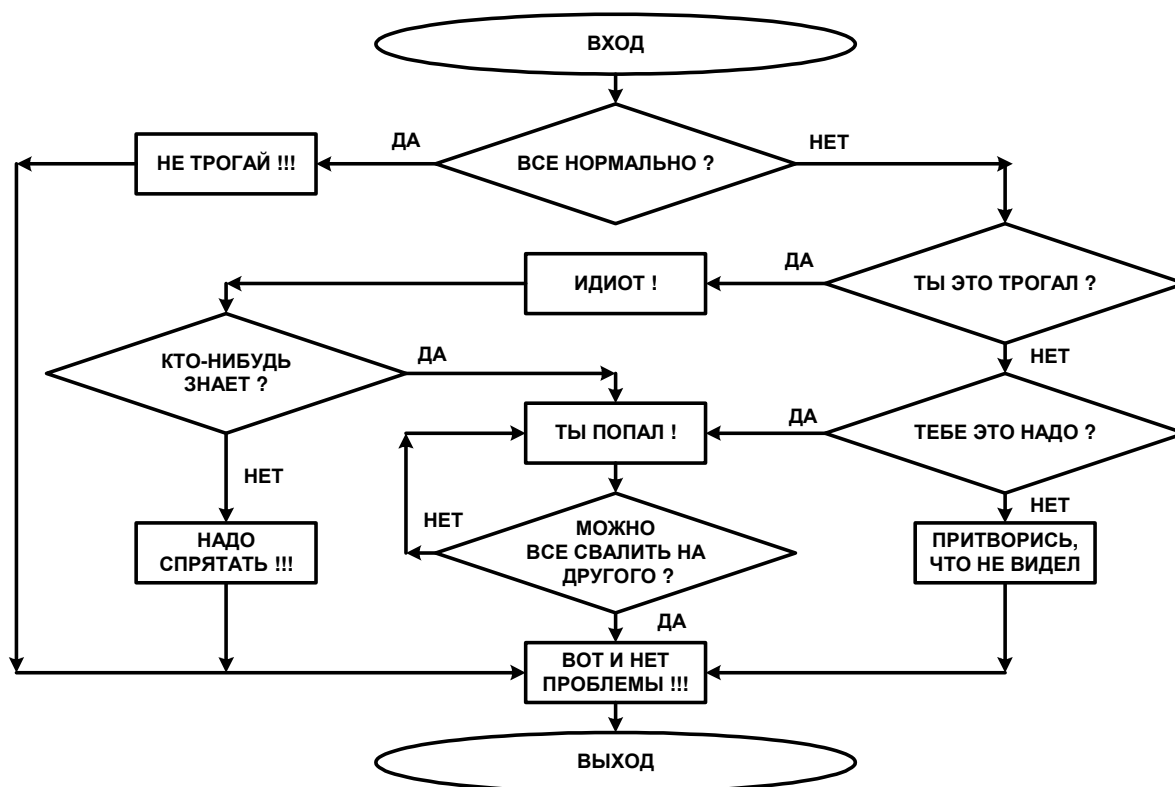 ВХОД
ДА
НЕ ТРОГАЙ !!!
ВСЕ НОРМАЛЬНО ?
НЕТ
ДА
ИДИОТ !
ТЫ ЭТО ТРОГАЛ ?
КТО-НИБУДЬ
ЗНАЕТ ?
ДА
НЕТ
ТЫ ПОПАЛ !
ДА
ТЕБЕ ЭТО НАДО ?
НЕТ
НЕТ
НЕТ
НАДО
СПРЯТАТЬ !!!
МОЖНО
ВСЕ СВАЛИТЬ НА
ДРУГОГО ?
ПРИТВОРИСЬ,
ЧТО НЕ ВИДЕЛ
ДА
ВОТ И НЕТ
ПРОБЛЕМЫ !!!
ВЫХОД